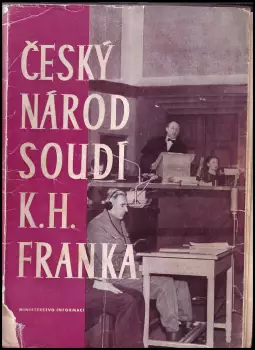 ČESKÝ
NÁROD
SOUDÍ
K.H.
FRANKA
MINISTERSTVO INFORMACÍ